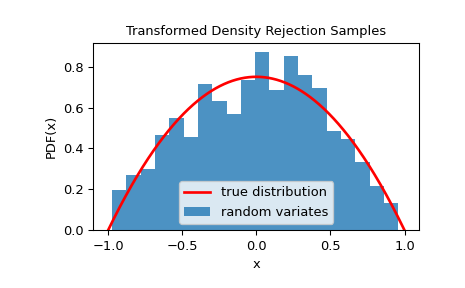 Transformed Density Rejection Samples
PDF(x)
0.8
0.6
0.4
0.2
0.0
true distribution
random variates
−1.0 −0.5 0.0 0.5 1.0
x